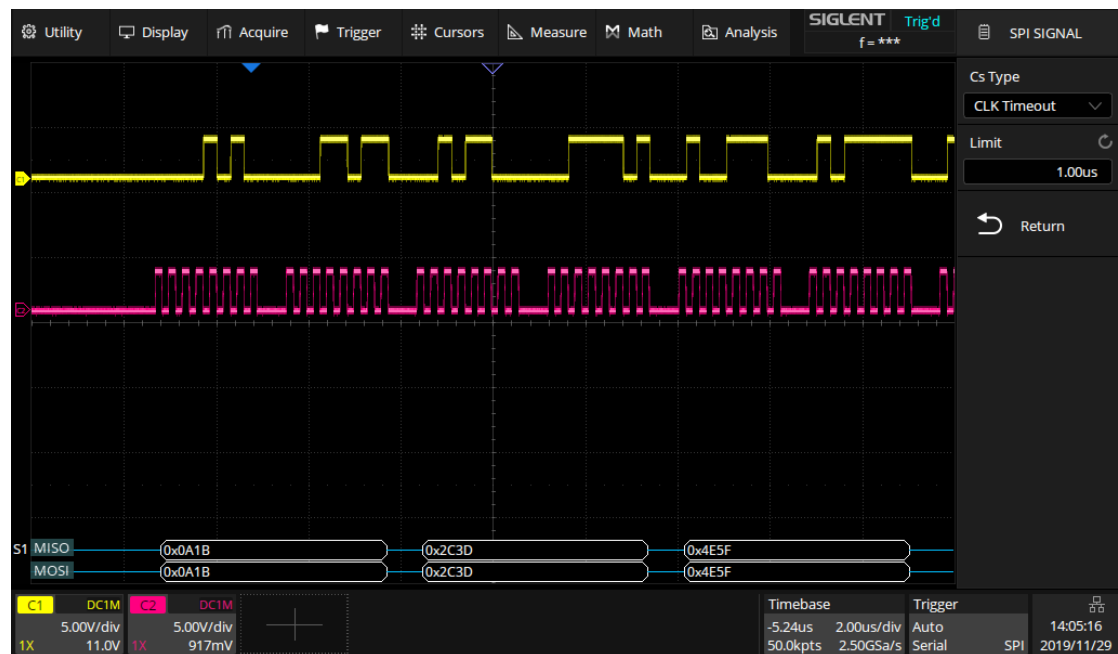 Utility Display Acquire Trigger Cursors Measure Math Analysis SIGLENT Trig'd SPI SIGNAL
f = ***
Cs Type
CLK Timeout
Limit
1.00us
Return
C1
C2
S1 MISO 0x0A1B 0x2C3D 0x4E5F
MOSI 0x0A1B 0x2C3D 0x4E5F
C1 DC1M C2 DC1M Timebase Trigger
5.00V/div 5.00V/div -5.24us 2.00us/div Auto 14:05:16
1X 11.0V 1X 917mV 50.0kpts 2.50GSa/s Serial SPI 2019/11/29